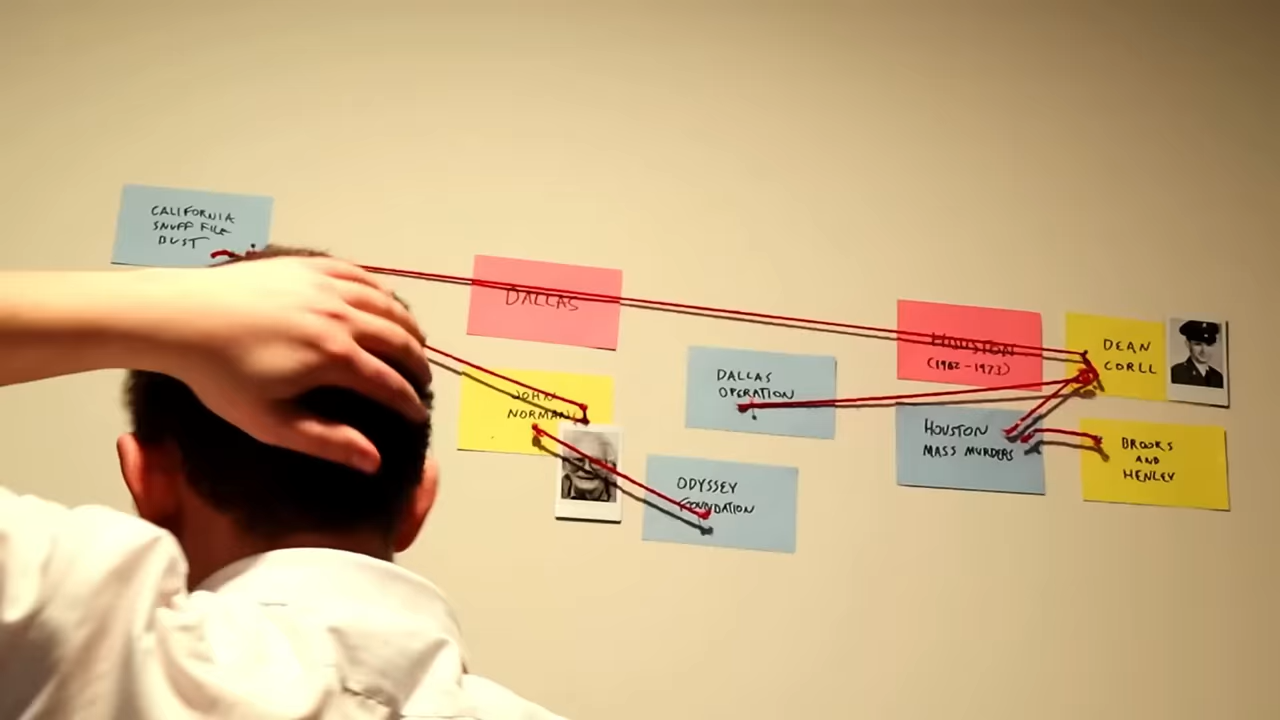 CALIFORNIA
SNUFF FILE
BUST
DALLAS
JOHN
NORMAN
ODYSSEY
FOUNDATION
DALLAS
OPERATION
HOUSTON
(1962-1973)
HOUSTON
MASS MURDERS
DEAN
CORLL
BROOKS
AND
HENLEY